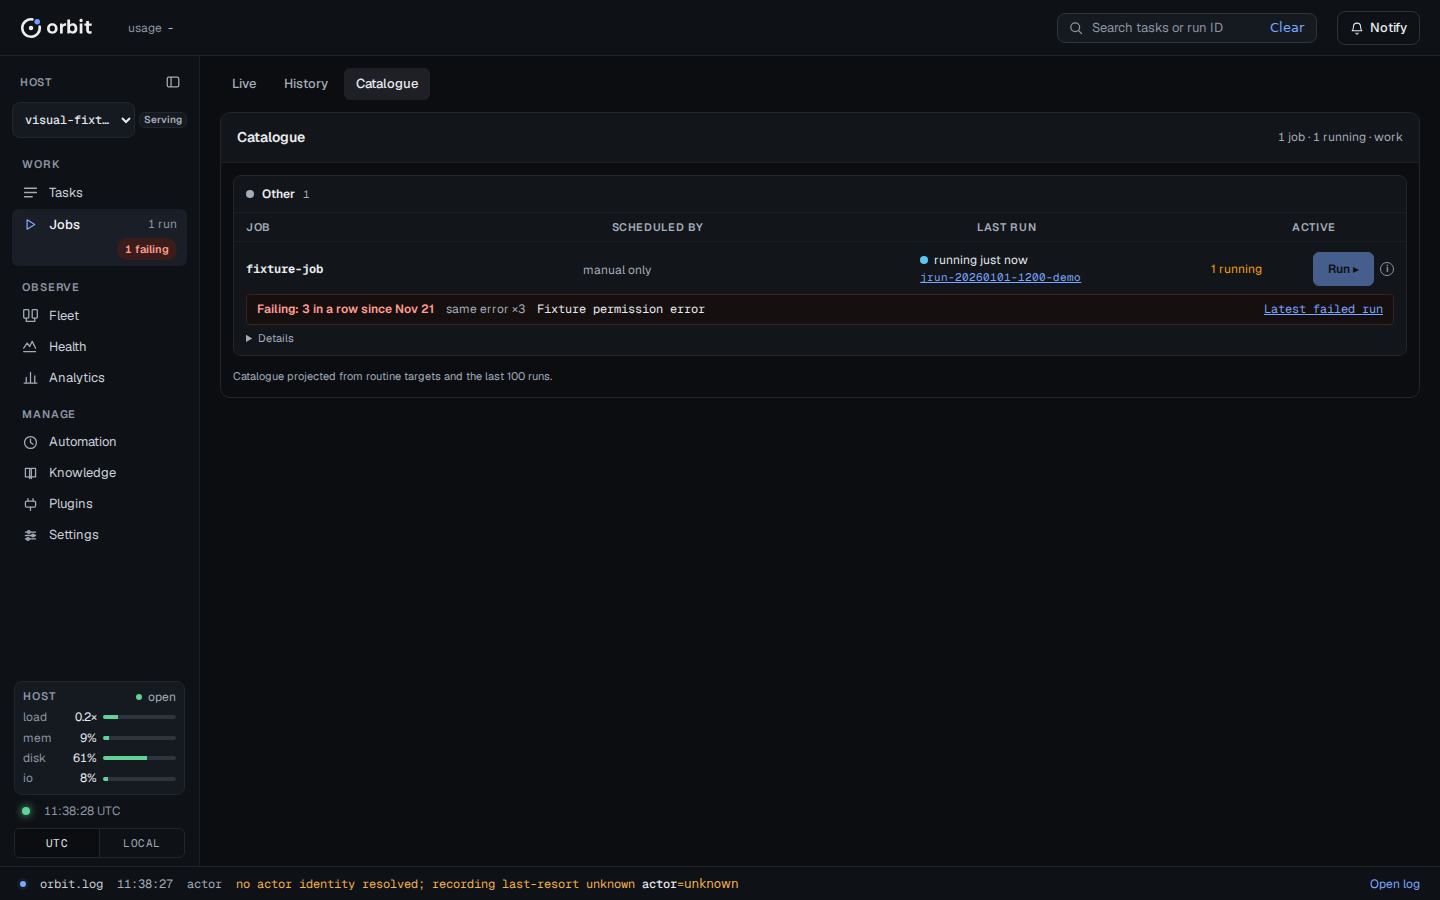 orbit
usage -
Search tasks or run ID
Clear
Notify
HOST
visual-fixt…
Serving
WORK
Tasks
Jobs
1 run
1 failing
OBSERVE
Fleet
Health
Analytics
MANAGE
Automation
Knowledge
Plugins
Settings
HOST
open
load 0.2×
mem 9%
disk 61%
io 8%
11:38:28 UTC
UTC
LOCAL
Live
History
Catalogue
Catalogue
1 job · 1 running · work
Other 1
JOB
SCHEDULED BY
LAST RUN
ACTIVE
fixture-job
manual only
running just now
jrun-20260101-1200-demo
1 running
Run ▸
Failing: 3 in a row since Nov 21 same error ×3 Fixture permission error
Latest failed run
Details
Catalogue projected from routine targets and the last 100 runs.
orbit.log 11:38:27 actor no actor identity resolved; recording last-resort unknown actor=unknown
Open log